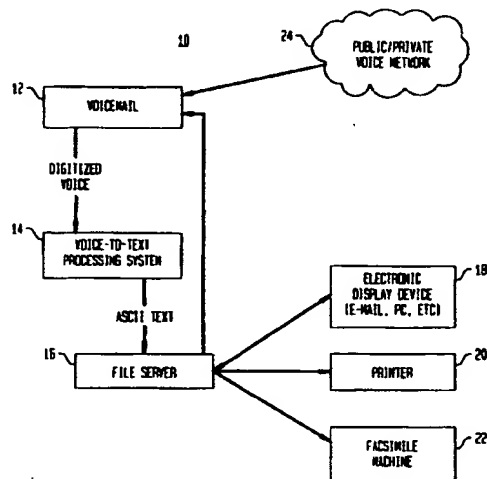 10
24
PUBLIC/PRIVATE
VOICE NETWORK
12
VOICEMAIL
DIGITIZED
VOICE
14
VOICE-TO-TEXT
PROCESSING SYSTEM
ASCII TEXT
16
FILE SERVER
ELECTRONIC
DISPLAY DEVICE
(E-MAIL, PC, ETC)
18
PRINTER
20
FACSIMILE
MACHINE
22